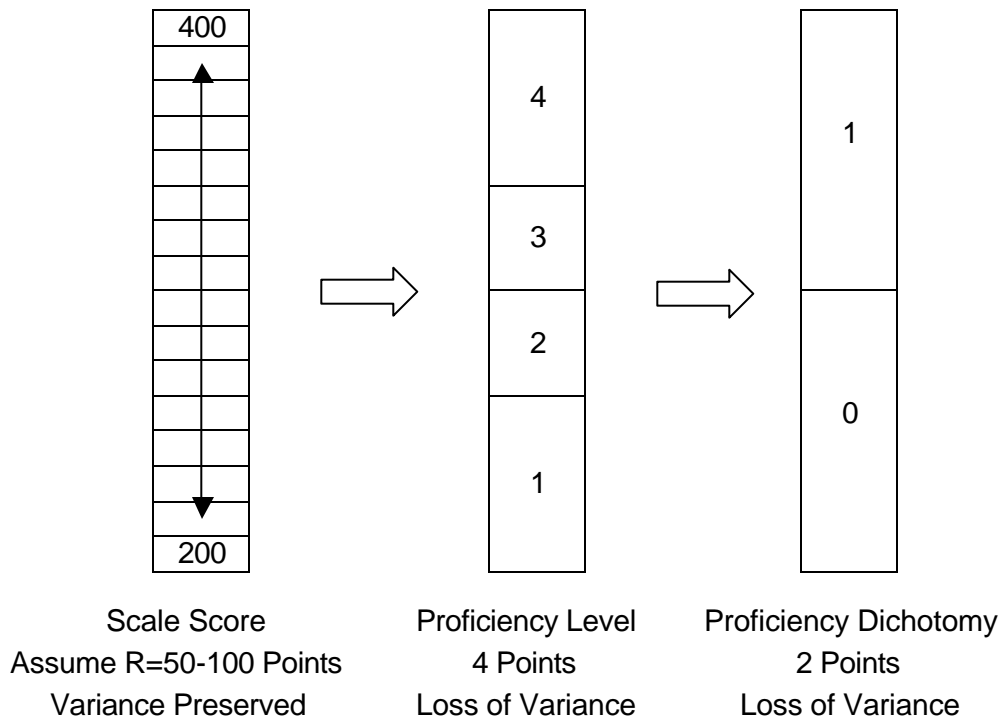 400
200
4
3
2
1
1
0
Scale Score
Assume R=50-100 Points
Variance Preserved
Proficiency Level
4 Points
Loss of Variance
Proficiency Dichotomy
2 Points
Loss of Variance